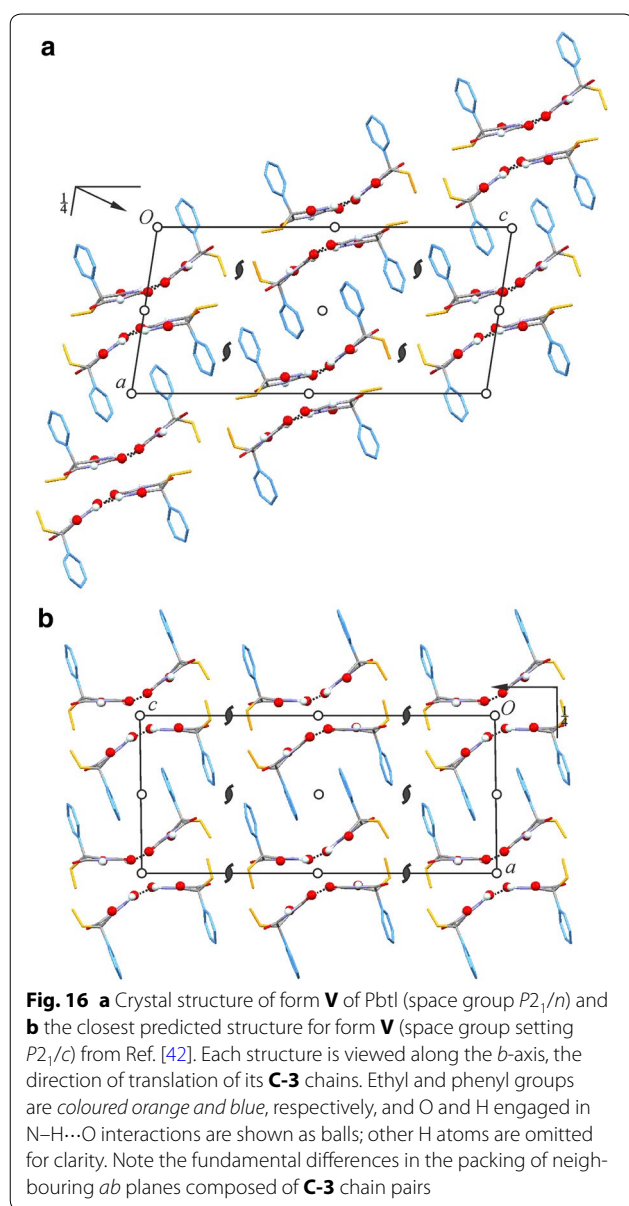 a
1/4
O
c
a
b
c
O
1/4
a
Fig. 16 a Crystal structure of form V of Pbtl (space group P2₁/n) and
b the closest predicted structure for form V (space group setting
P2₁/c) from Ref. [42]. Each structure is viewed along the b-axis, the
direction of translation of its C-3 chains. Ethyl and phenyl groups
are coloured orange and blue, respectively, and O and H engaged in
N–H···O interactions are shown as balls; other H atoms are omitted
for clarity. Note the fundamental differences in the packing of neigh-
bouring ab planes composed of C-3 chain pairs